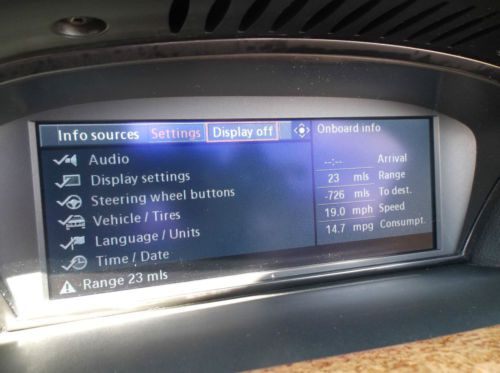 Info sources Settings Display off
Audio
Display settings
Steering wheel buttons
Vehicle / Tires
Language / Units
Time / Date
Range 23 mls
Onboard info
--:-- Arrival
23 mls Range
-726 mls To dest.
19.0 mph Speed
14.7 mpg Consumpt.